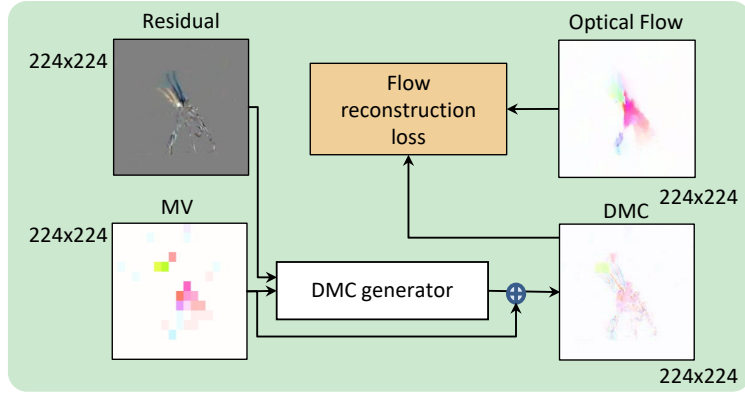 Residual
224x224
Optical Flow
Flow
reconstruction
loss
224x224
MV
224x224
DMC
DMC generator
224x224